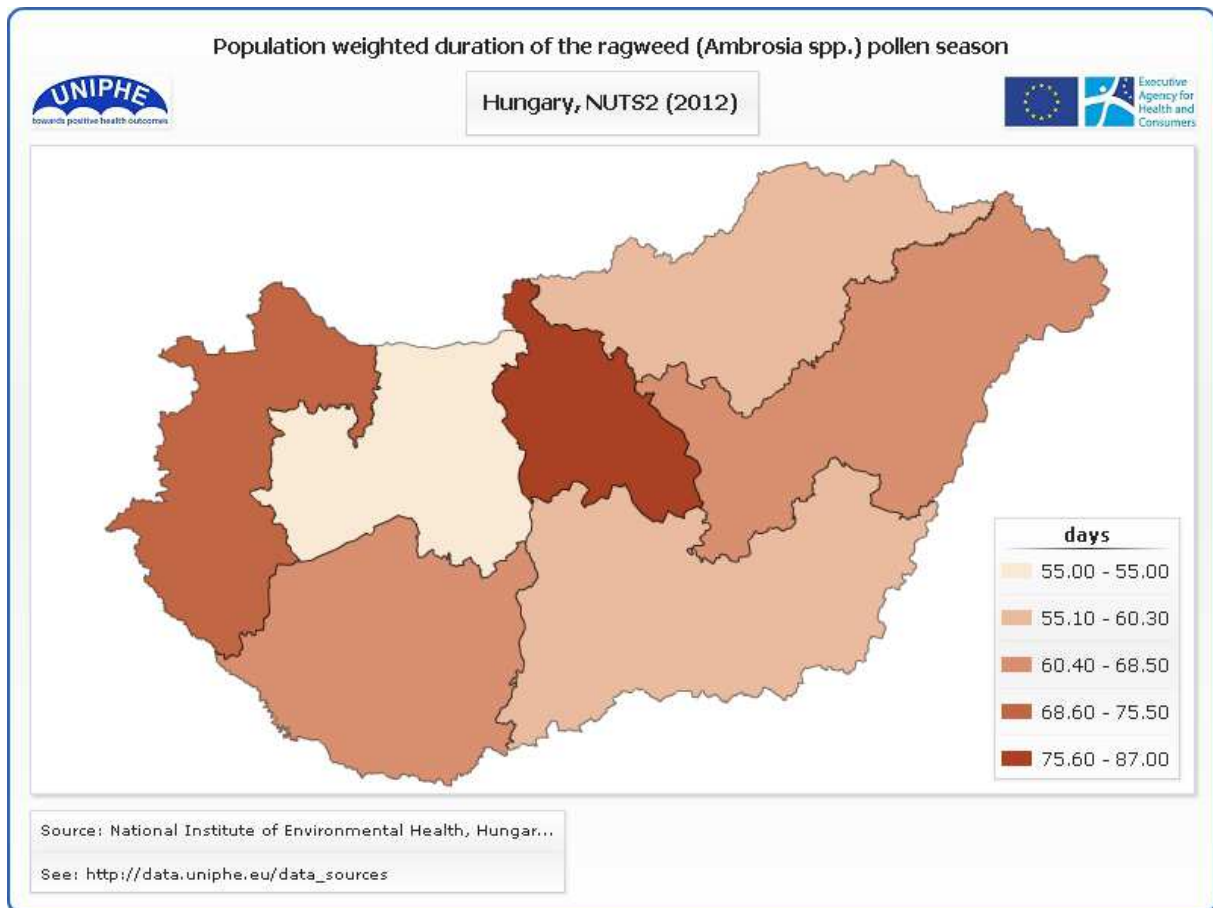 Population weighted duration of the ragweed (Ambrosia spp.) pollen season
UNIPHE
towards positive health outcomes
Hungary, NUTS2 (2012)
Executive
Agency for
Health and
Consumers
days
55.00 - 55.00
55.10 - 60.30
60.40 - 68.50
68.60 - 75.50
75.60 - 87.00
Source: National Institute of Environmental Health, Hungar...
See: http://data.uniphe.eu/data_sources